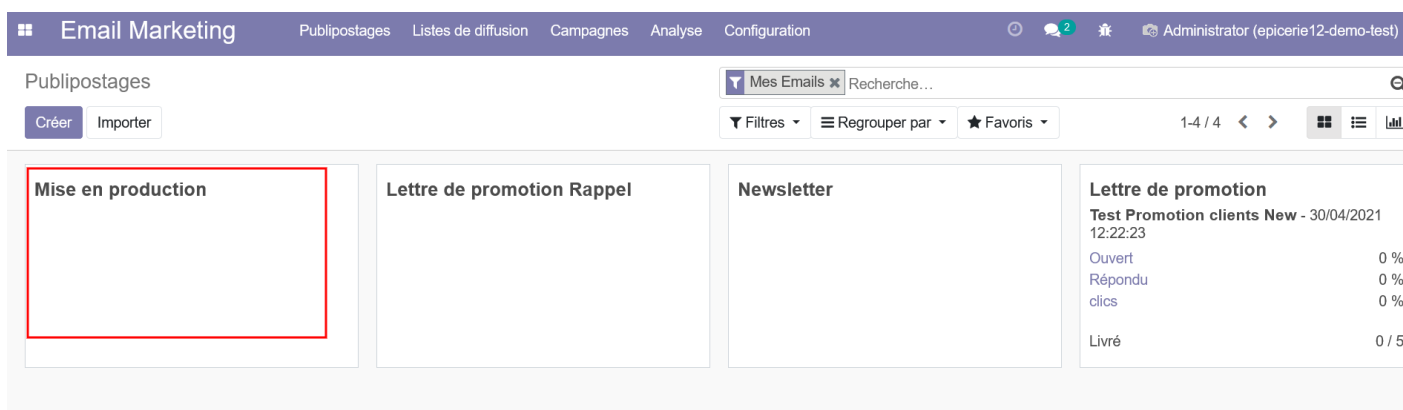 Email Marketing Publipostages Listes de diffusion Campagnes Analyse Configuration 2 Administrator (epicerie12-demo-test)
Publipostages Mes Emails Recherche...
Créer Importer Filtres Regrouper par Favoris 1-4 / 4
Mise en production
Lettre de promotion Rappel
Newsletter
Lettre de promotion
Test Promotion clients New - 30/04/2021
12:22:23
Ouvert 0 %
Répondu 0 %
clics 0 %
Livré 0 / 5